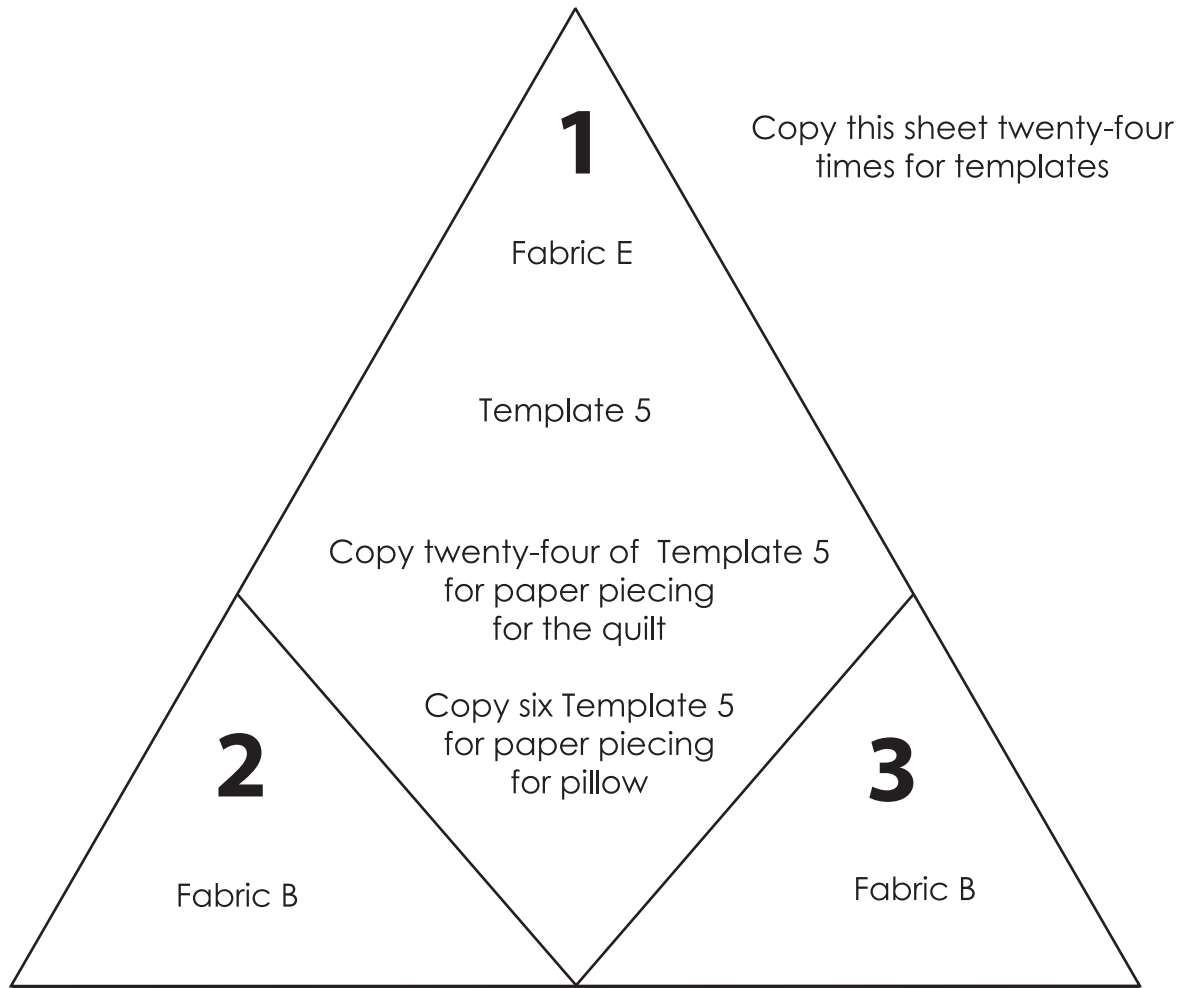 1
Copy this sheet twenty-four
times for templates
Fabric E
Template 5
Copy twenty-four of Template 5
for paper piecing
for the quilt
Copy six Template 5
for paper piecing
for pillow
2
Fabric B
3
Fabric B